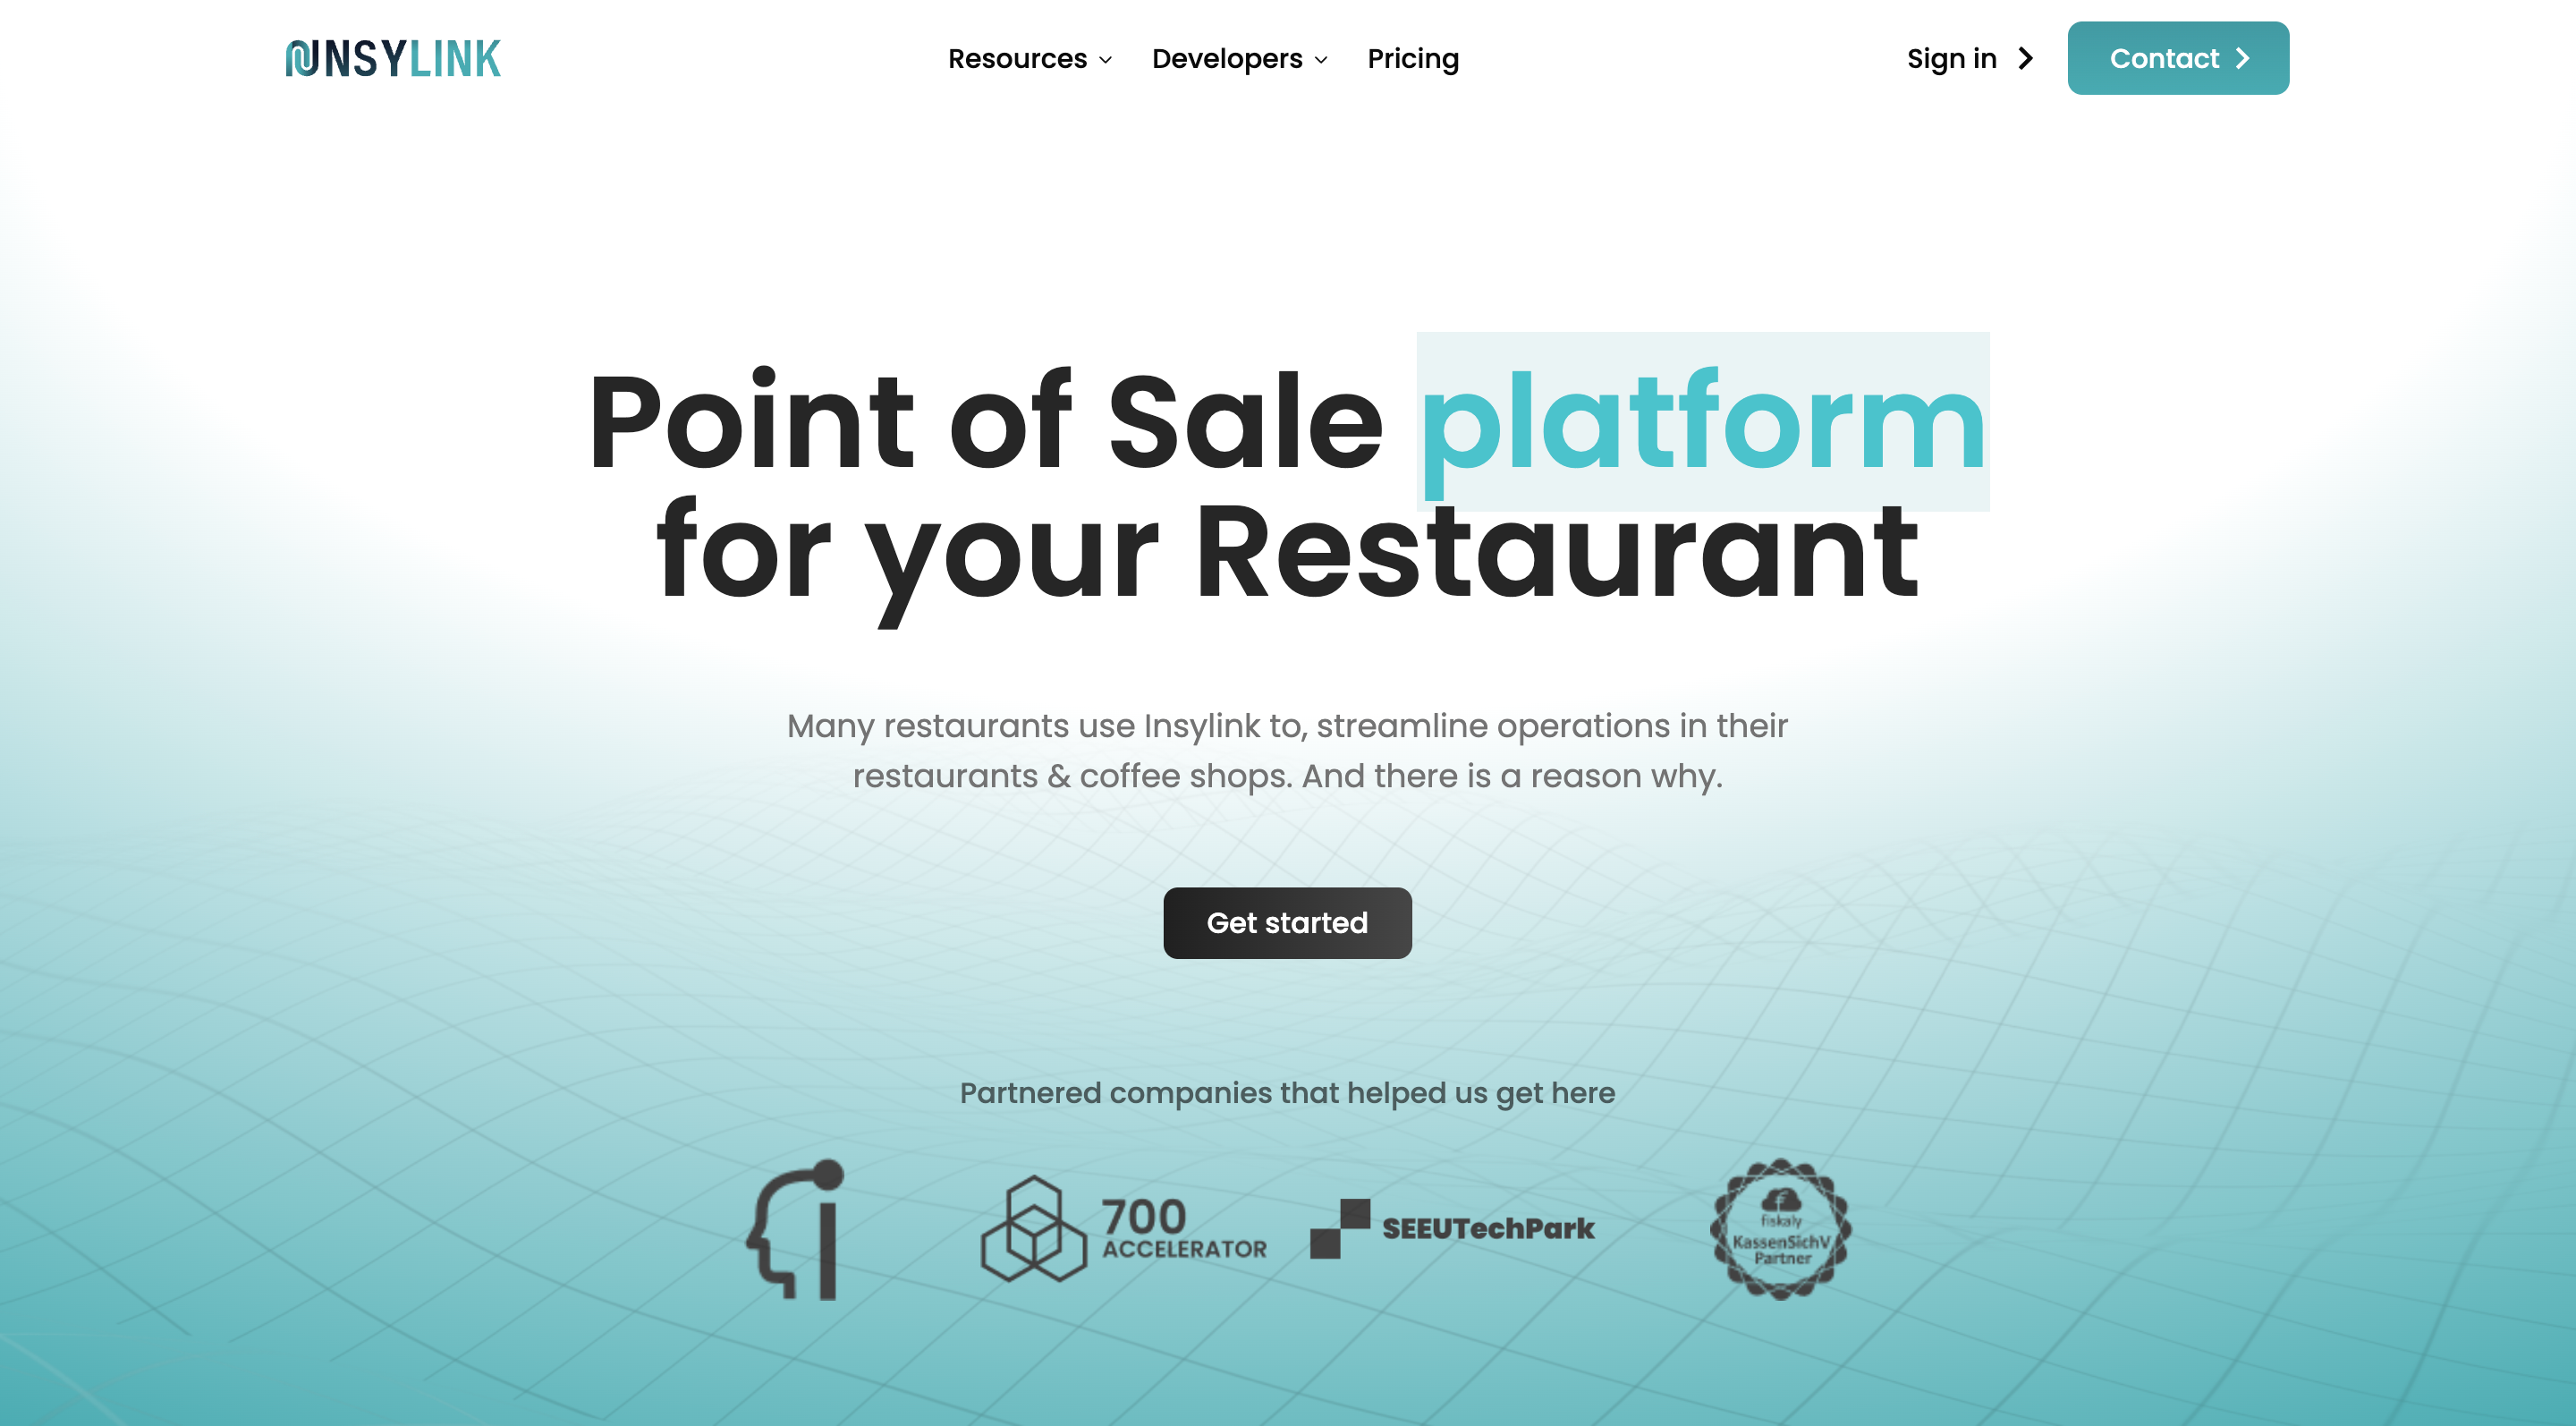 INSYLINK
Resources
Developers
Pricing
Sign in
Contact
Point of Sale platform
for your Restaurant
Many restaurants use Insylink to, streamline operations in their
restaurants & coffee shops. And there is a reason why.
Get started
Partnered companies that helped us get here
700
ACCELERATOR
SEEUTechPark
fiskaly
KassenSichV
Partner